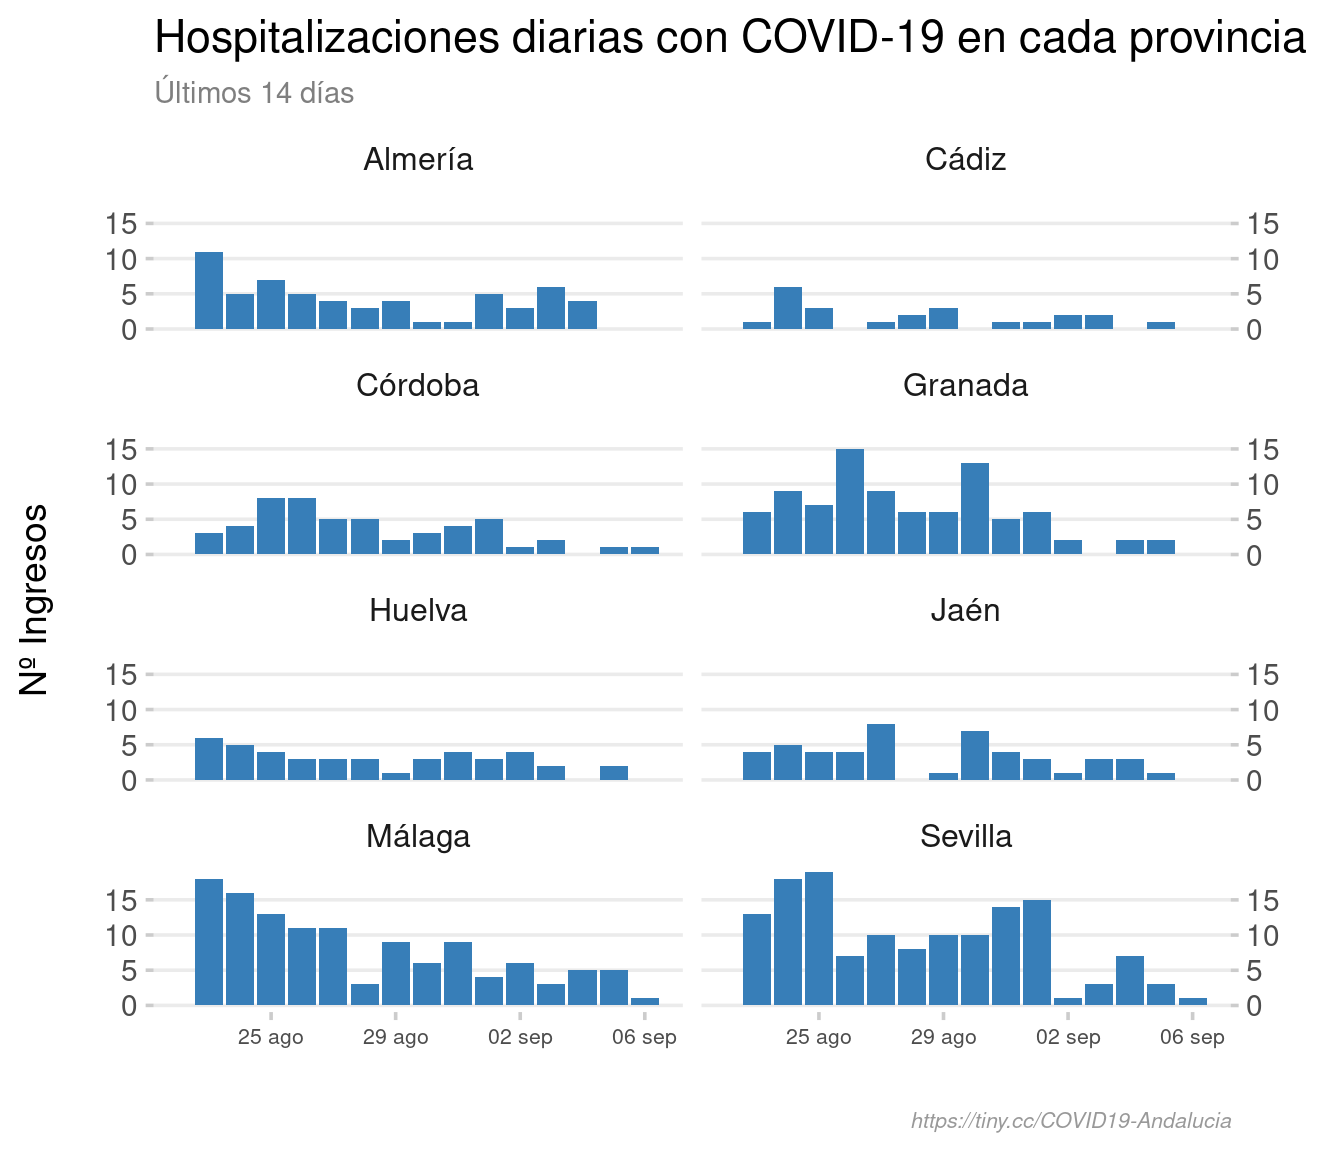 Hospitalizaciones diarias con COVID-19 en cada provincia
Últimos 14 días
Almería
Cádiz
15
10
5
0
15
10
5
0
Córdoba
Granada
15
10
5
0
15
10
5
0
Nº Ingresos
Huelva
Jaén
15
10
5
0
15
10
5
0
Málaga
Sevilla
15
10
5
0
15
10
5
0
25 ago 29 ago 02 sep 06 sep
25 ago 29 ago 02 sep 06 sep
https://tiny.cc/COVID19-Andalucia